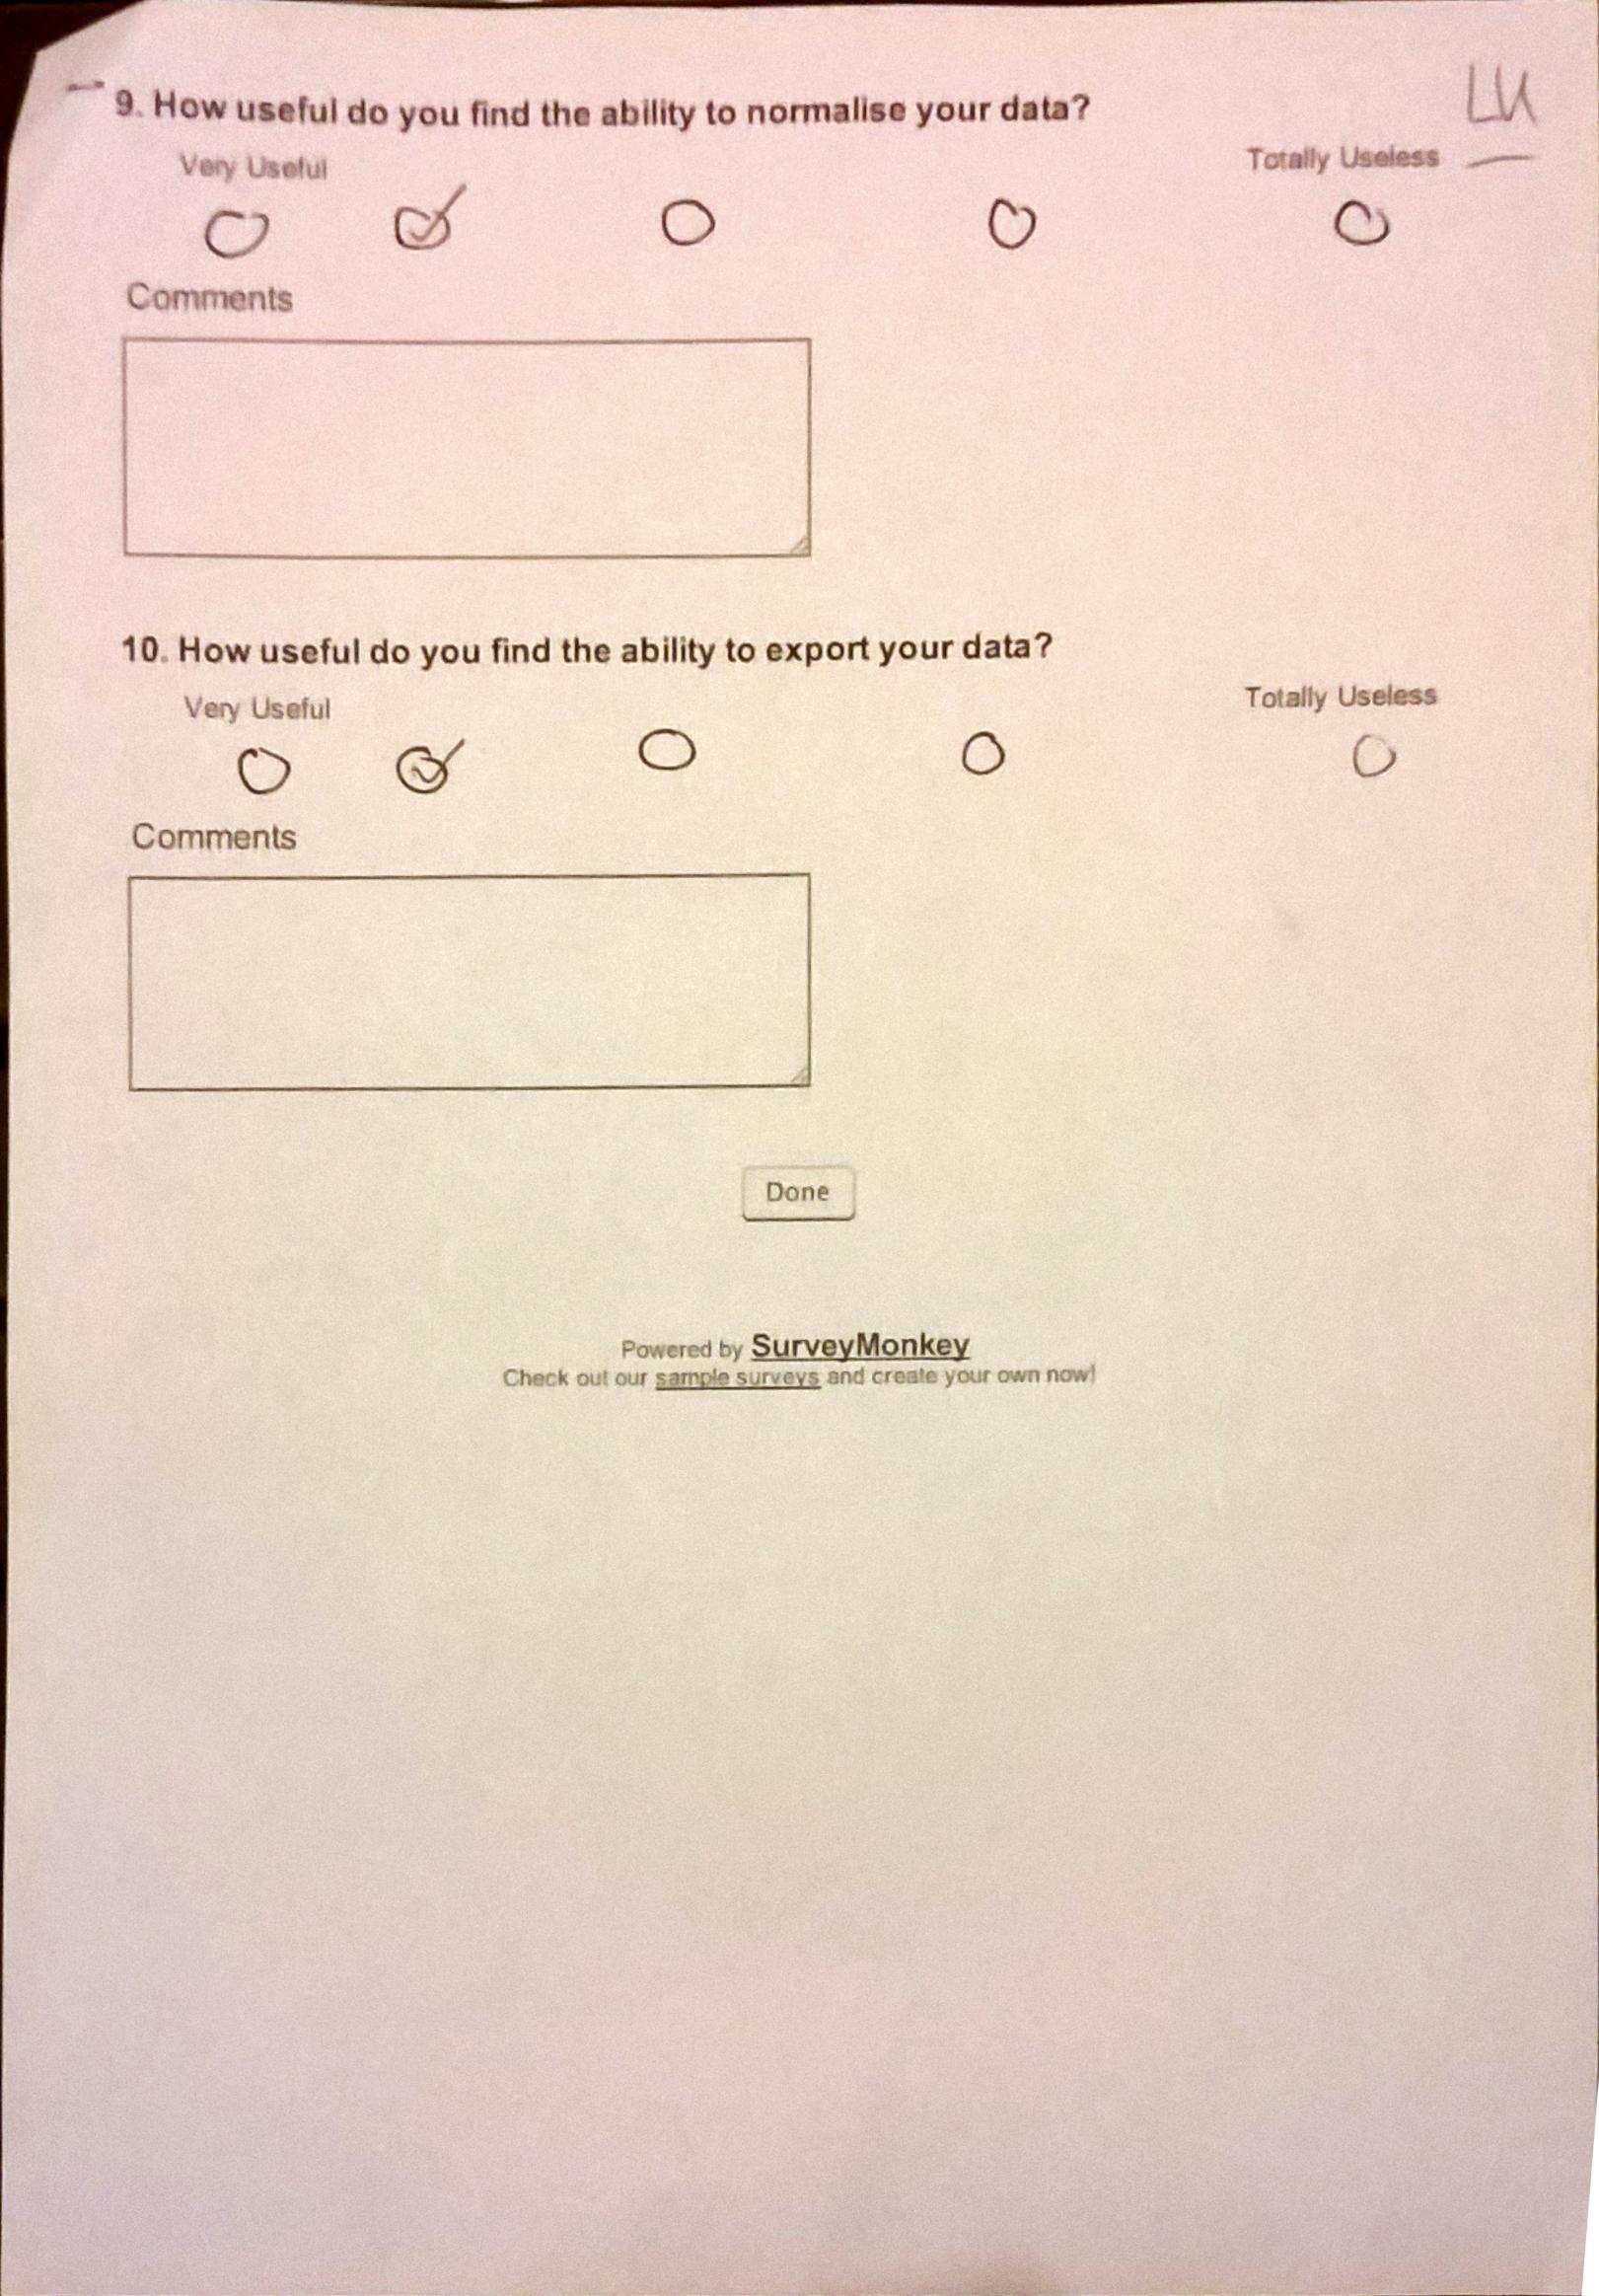 9. How useful do you find the ability to normalise your data?
Very Useful
Totally Useless
Comments
10. How useful do you find the ability to export your data?
Very Useful
Totally Useless
Comments
Done
Powered by SurveyMonkey
Check out our sample surveys and create your own now!